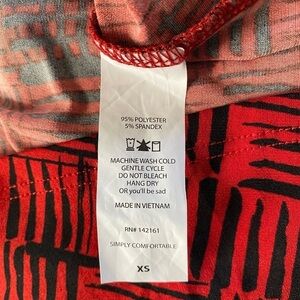 95% POLYESTER
5% SPANDEX
MACHINE WASH COLD
GENTLE CYCLE
DO NOT BLEACH
HANG DRY
OR you'll be sad
MADE IN VIETNAM
RN# 142161
SIMPLY COMFORTABLE
XS